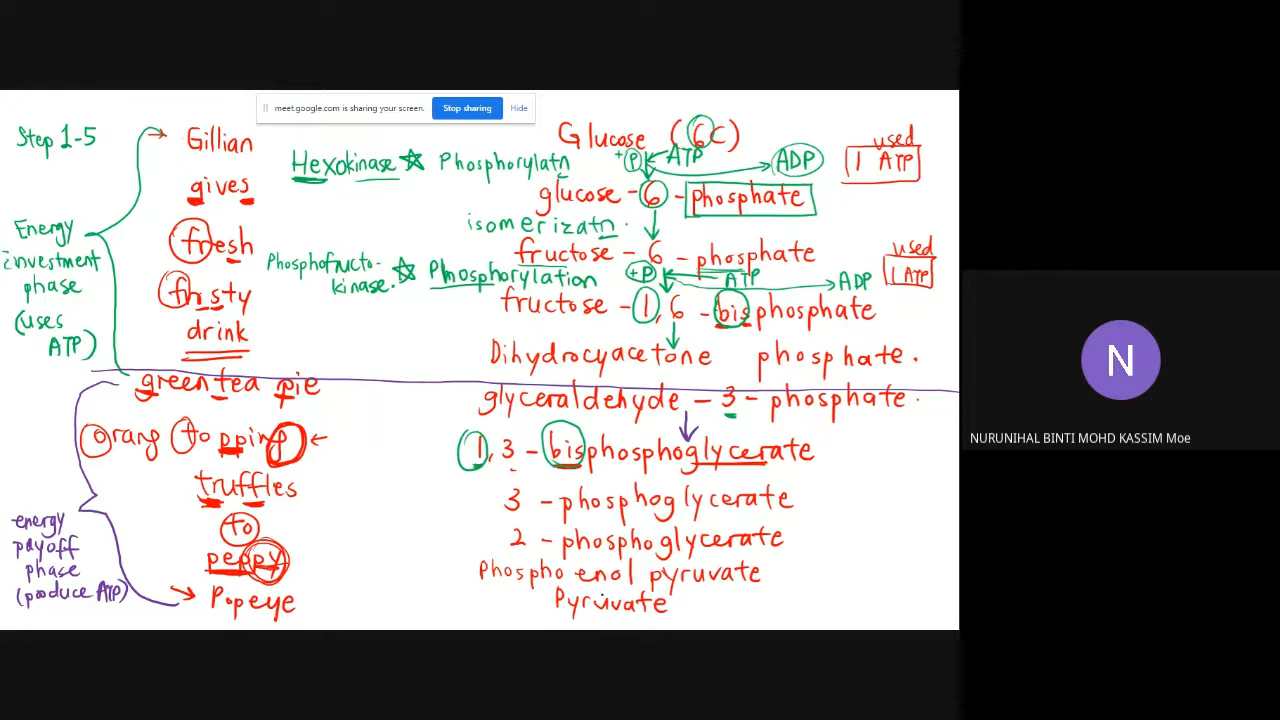 meet.google.com is sharing your screen. Stop sharing Hide
Step 1-5
Gillian
gives
fresh
frosty
drink
green tea pie
Orang topping
truffles
to
peppy
Popeye
Energy
investment
phase
(uses
ATP)
energy
payoff
phase
(produce ATP)
Glucose (6C)
Hexokinase ☆ Phosphorylatn
+P ATP ADP
used
1 ATP
glucose - 6 - phosphate
isomerizatn.
fructose - 6 - phosphate
Phosphofructo-
kinase. ☆ Phosphorylation
+P ATP ADP
used
1 ATP
fructose - 1, 6 - bisphosphate
Dihydrocyacetone phosphate.
glyceraldehyde - 3 - phosphate.
1, 3 - bisphosphoglycerate
3 - phosphoglycerate
2 - phosphoglycerate
Phospho enol pyruvate
Pyruvate
N
NURUNIHAL BINTI MOHD KASSIM Moe